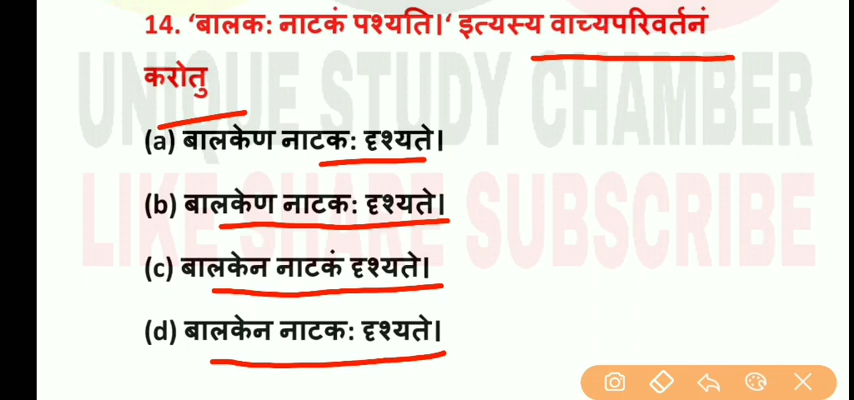 14. ‘बालक: नाटकं पश्यति।‘ इत्यस्य वाच्यपरिवर्तनं
करोतु
(a) बालकेण नाटक: दृश्यते।
(b) बालकेण नाटक: दृश्यते।
(c) बालकेन नाटकं दृश्यते।
(d) बालकेन नाटक: दृश्यते।
UNIQUE STUDY CHAMBER
LIKE SHARE SUBSCRIBE